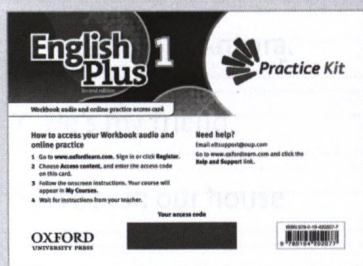 English Plus 1
Second edition
Practice Kit
Workbook audio and online practice access card
How to access your Workbook audio and online practice
1 Go to www.oxfordlearn.com. Sign in or click Register.
2 Choose Access content, and enter the access code on this card.
3 Follow the onscreen instructions. Your course will appear in My Courses.
4 Wait for instructions from your teacher.
Need help?
Email eltsupport@oup.com
Go to www.oxfordlearn.com and click the Help and Support link.
Your access code
OXFORD
UNIVERSITY PRESS
our house